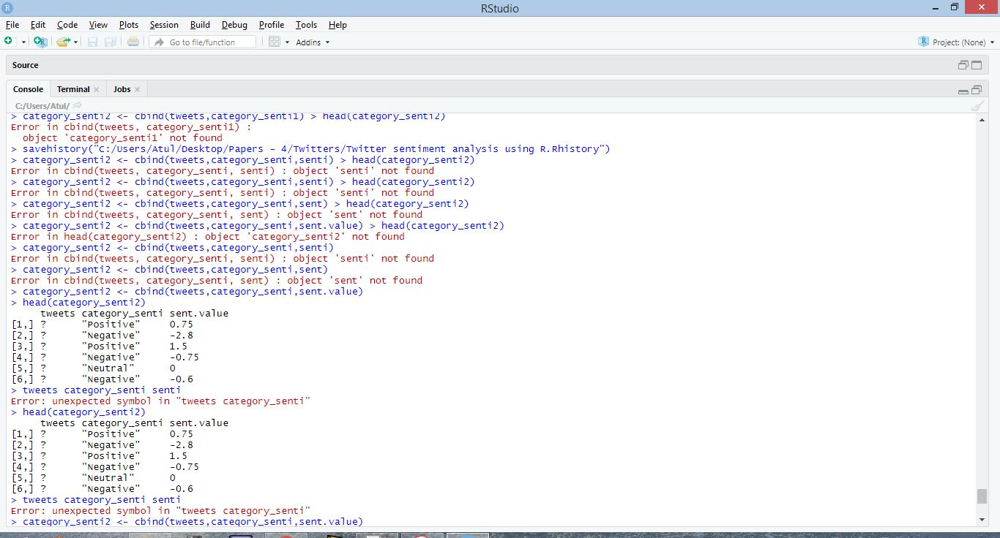 RStudio
File Edit Code View Plots Session Build Debug Profile Tools Help
Go to file/function Addins Project: (None)
Source
Console Terminal Jobs
C:/Users/Atul/
> category_senti2 <- cbind(tweets,category_senti1) > head(category_senti2)
Error in cbind(tweets, category_senti1) :
object 'category_senti1' not found
> savehistory("C:/Users/Atul/Desktop/Papers - 4/Twitters/Twitter sentiment analysis using R.Rhistory")
> category_senti2 <- cbind(tweets,category_senti,senti) > head(category_senti2)
Error in cbind(tweets, category_senti, senti) : object 'senti' not found
> category_senti2 <- cbind(tweets,category_senti,senti) > head(category_senti2)
Error in cbind(tweets, category_senti, senti) : object 'senti' not found
> category_senti2 <- cbind(tweets,category_senti,sent) > head(category_senti2)
Error in cbind(tweets, category_senti, sent) : object 'sent' not found
> category_senti2 <- cbind(tweets,category_senti,sent.value) > head(category_senti2)
Error in head(category_senti2) : object 'category_senti2' not found
> category_senti2 <- cbind(tweets,category_senti,senti)
Error in cbind(tweets, category_senti, senti) : object 'senti' not found
> category_senti2 <- cbind(tweets,category_senti,sent)
Error in cbind(tweets, category_senti, sent) : object 'sent' not found
> category_senti2 <- cbind(tweets,category_senti,sent.value)
> head(category_senti2)
tweets category_senti sent.value
[1,] ? "Positive" 0.75
[2,] ? "Negative" -2.8
[3,] ? "Positive" 1.5
[4,] ? "Negative" -0.75
[5,] ? "Neutral" 0
[6,] ? "Negative" -0.6
> tweets category_senti senti
Error: unexpected symbol in "tweets category_senti"
> head(category_senti2)
tweets category_senti sent.value
[1,] ? "Positive" 0.75
[2,] ? "Negative" -2.8
[3,] ? "Positive" 1.5
[4,] ? "Negative" -0.75
[5,] ? "Neutral" 0
[6,] ? "Negative" -0.6
> tweets category_senti senti
Error: unexpected symbol in "tweets category_senti"
> category_senti2 <- cbind(tweets,category_senti,sent.value)